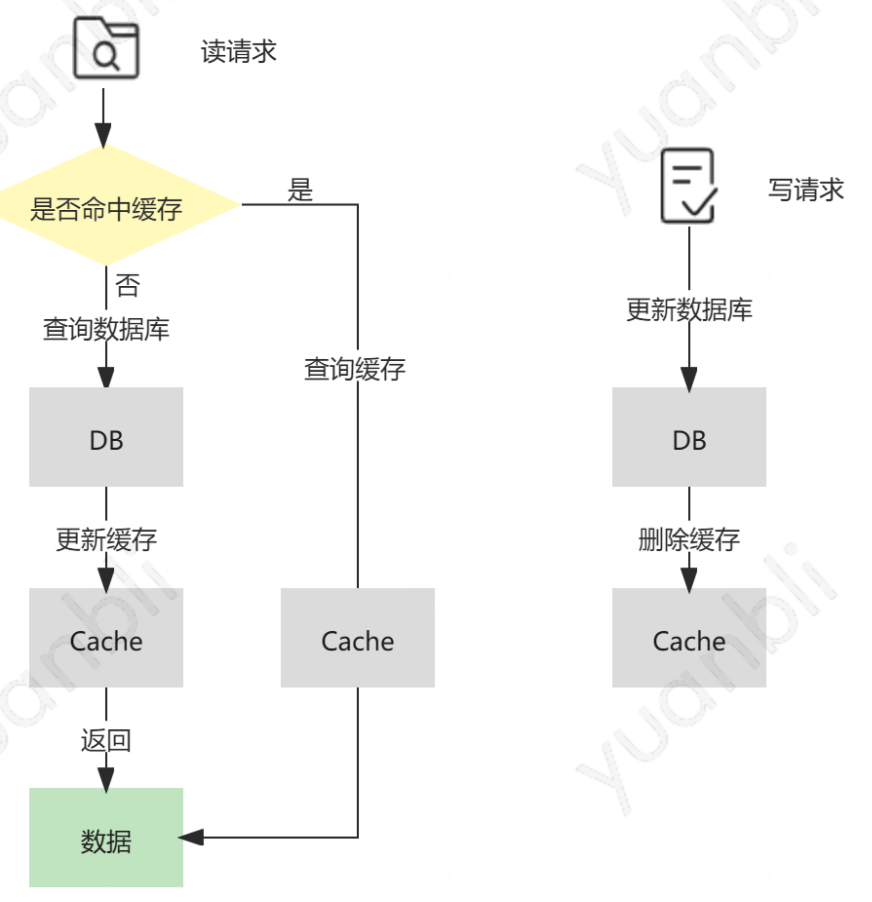 读请求
是否命中缓存
是
否
查询数据库
查询缓存
DB
更新缓存
Cache
Cache
返回
数据
写请求
更新数据库
DB
删除缓存
Cache
yuanbli
yuanbli
yuanbli
yuanbli